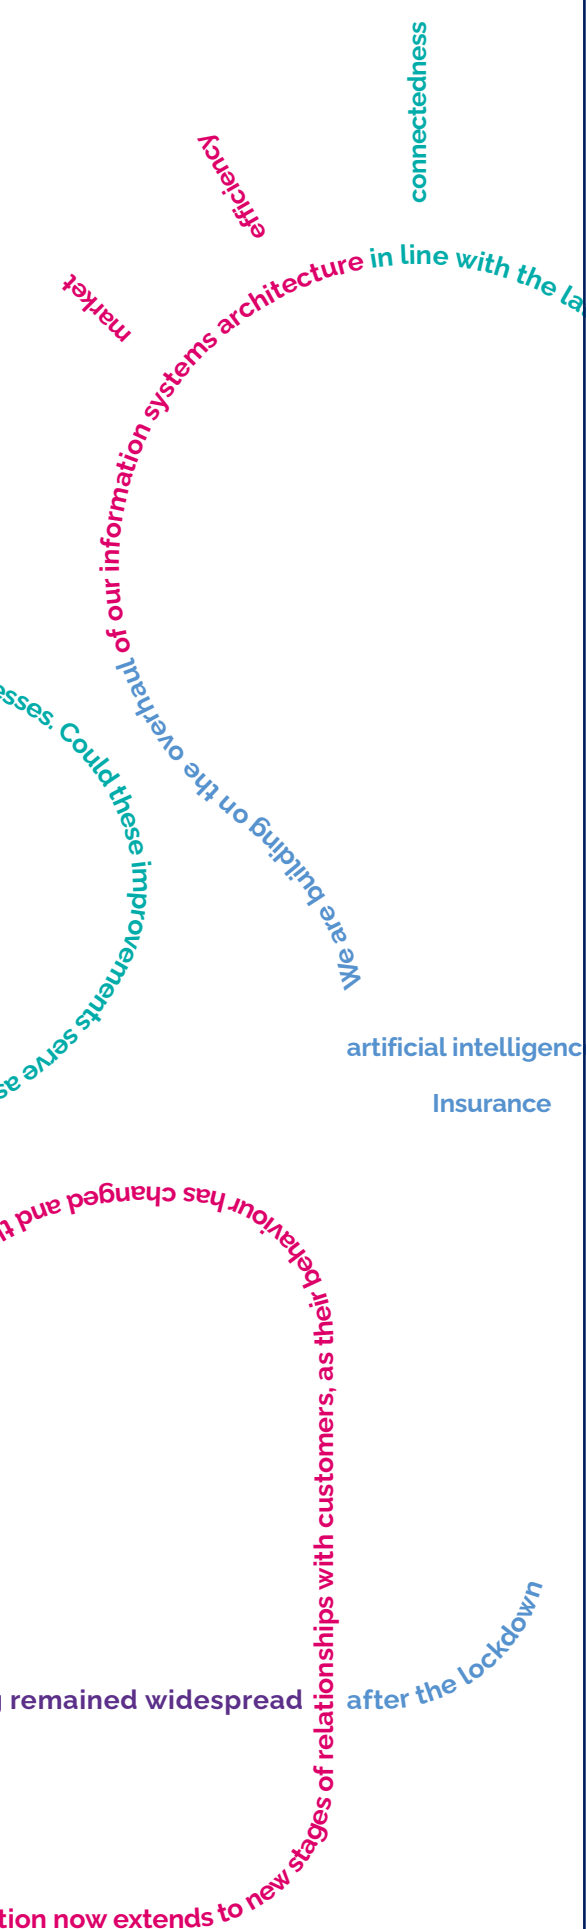 connectedness
efficiency
market
We are building on the overhaul of our information systems architecture in line with the la
esses. Could these improvements serve as
artificial intelligenc
Insurance
tion now extends to new stages of relationships with customers, as their behaviour has changed and t
remained widespread
after the lockdown